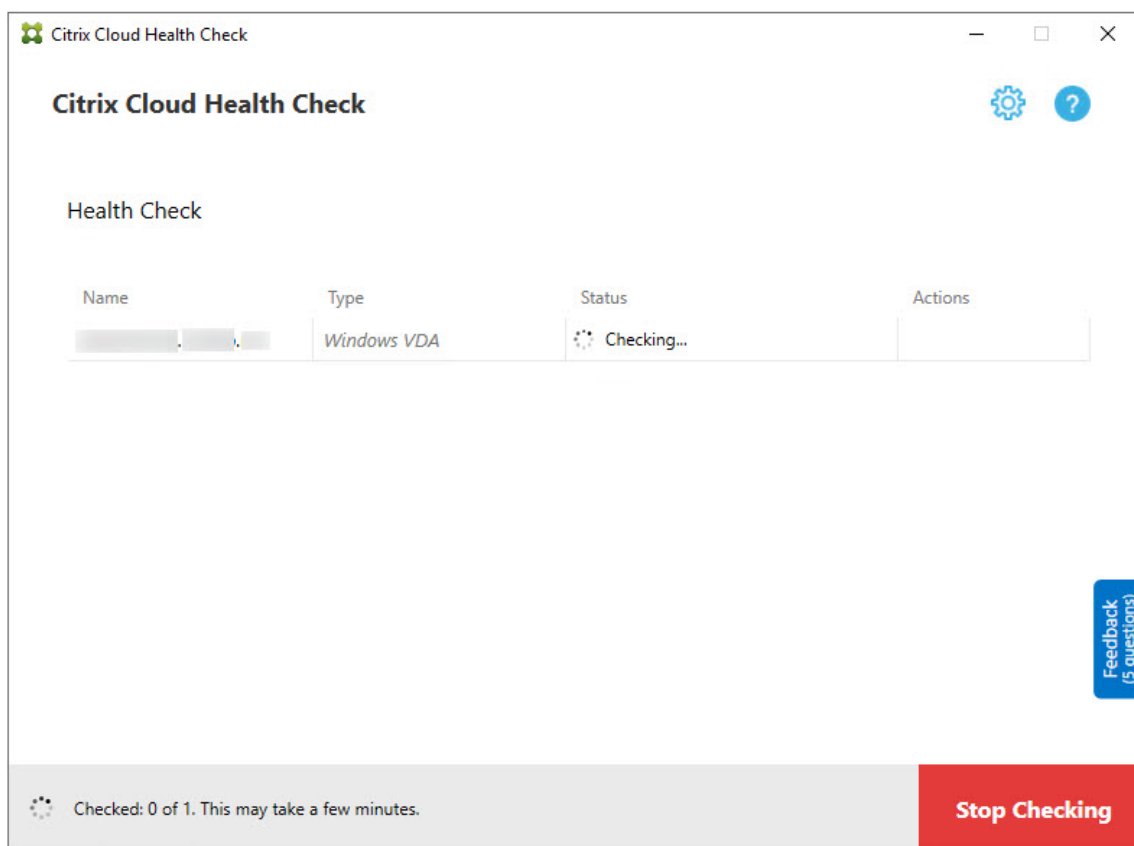 Citrix Cloud Health Check
Citrix Cloud Health Check
?
Health Check
Name Type Status Actions
Windows VDA Checking...
Feedback
(5 questions)
Checked: 0 of 1. This may take a few minutes.
Stop Checking